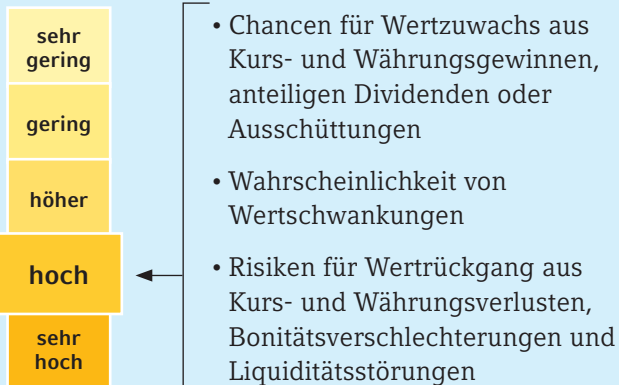 sehr
gering
gering
höher
hoch
sehr
hoch
• Chancen für Wertzuwachs aus
Kurs- und Währungsgewinnen,
anteiligen Dividenden oder
Ausschüttungen
• Wahrscheinlichkeit von
Wertschwankungen
• Risiken für Wertrückgang aus
Kurs- und Währungsverlusten,
Bonitätsverschlechterungen und
Liquiditätsstörungen